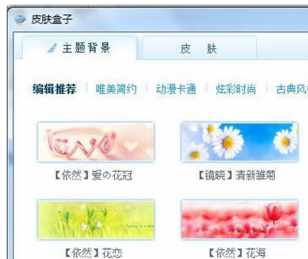 皮肤盒子
主题背景 皮 肤
编辑推荐 唯美简约 动漫卡通 炫彩时尚 古典风
【依然】爱の花冠 【镜晓】清新雏菊
【依然】花恋 【依然】花海